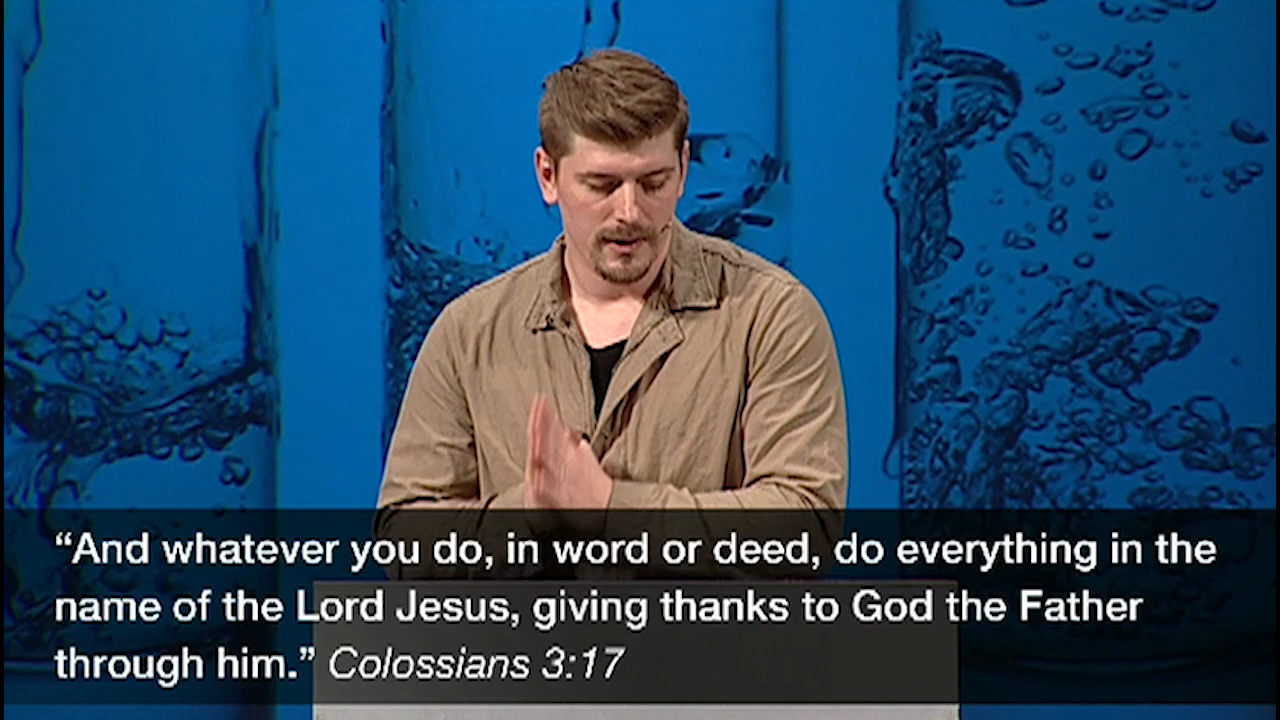 “And whatever you do, in word or deed, do everything in the
name of the Lord Jesus, giving thanks to God the Father
through him.” Colossians 3:17